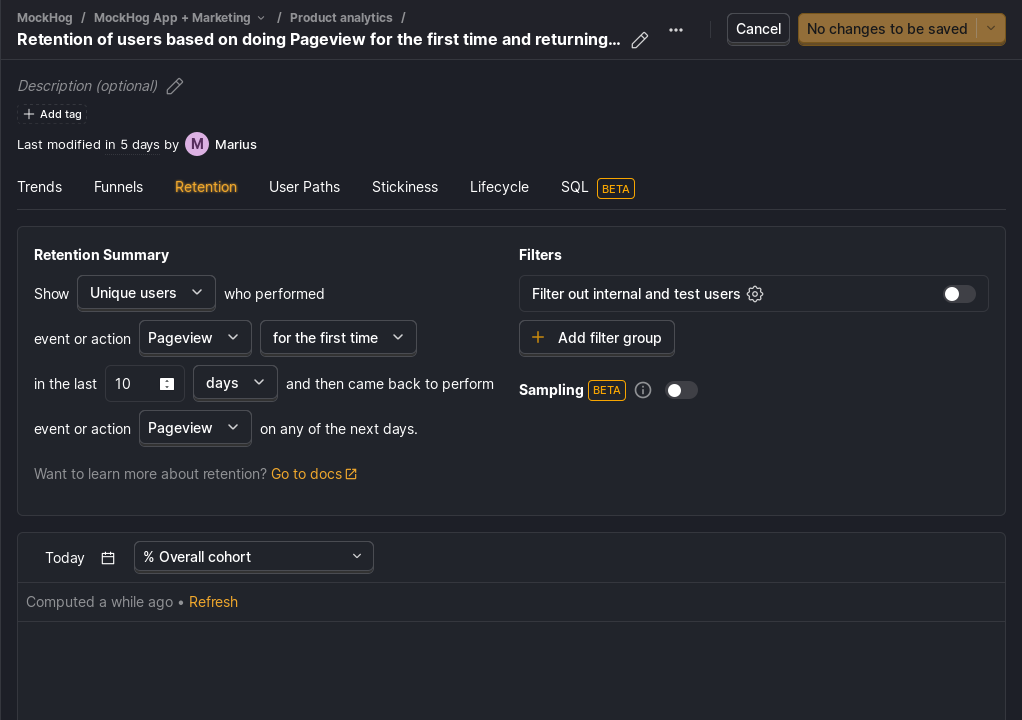 MockHog / MockHog App + Marketing / Product analytics /
Retention of users based on doing Pageview for the first time and returning...
Cancel
No changes to be saved
Description (optional)
Add tag
Last modified in 5 days by M Marius
Trends Funnels Retention User Paths Stickiness Lifecycle SQL BETA
Retention Summary
Show Unique users who performed
event or action Pageview for the first time
in the last 10 days and then came back to perform
event or action Pageview on any of the next days.
Want to learn more about retention? Go to docs
Filters
Filter out internal and test users
Add filter group
Sampling BETA
Today % Overall cohort
Computed a while ago • Refresh